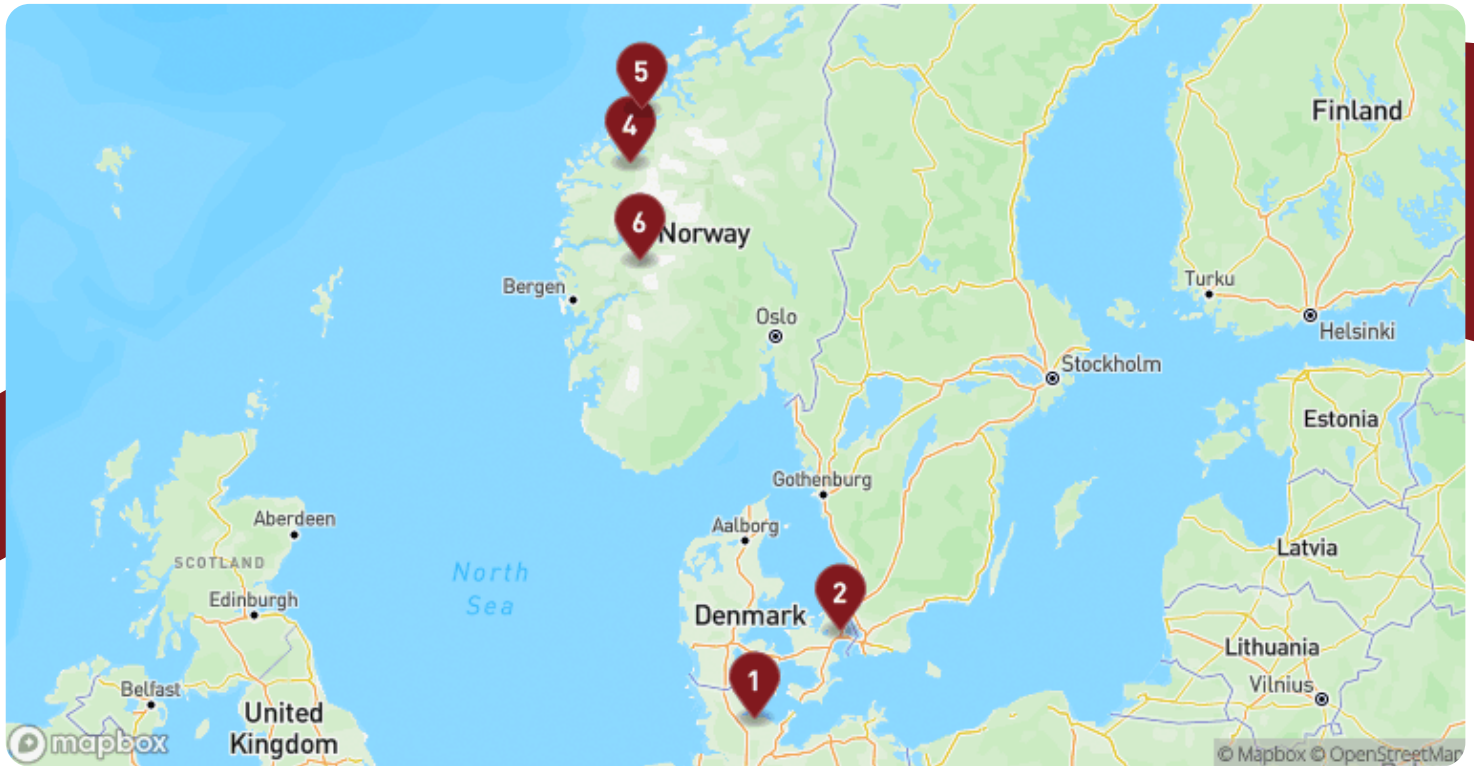 5
4
6
Finland
Norway
Bergen
Oslo
Turku
Helsinki
Stockholm
Estonia
Gothenburg
Aberdeen
Aalborg
SCOTLAND
Latvia
North
Sea
Edinburgh
2
Denmark
Lithuania
1
Belfast
Vilnius
United
Kingdom
mapbox
© Mapbox © OpenStreetMap